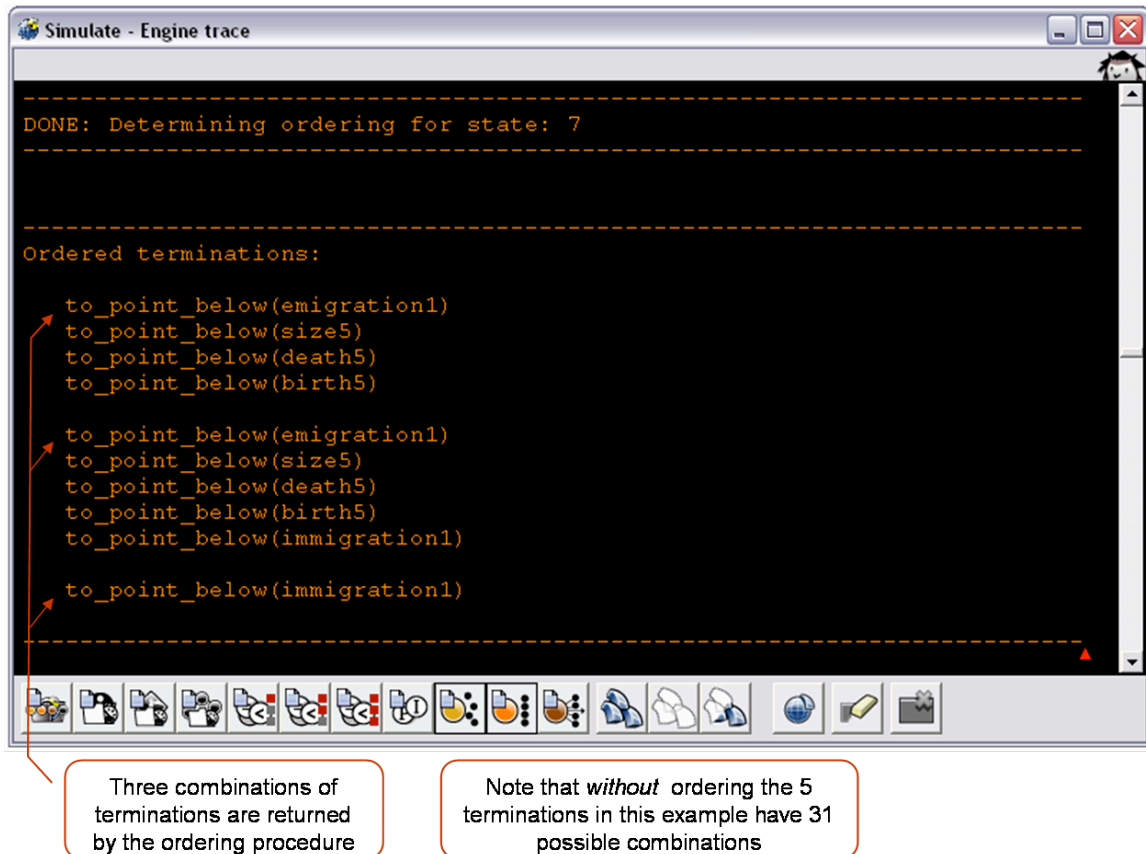 Simulate - Engine trace
--------------------------------------------------------------------------
DONE: Determining ordering for state: 7
--------------------------------------------------------------------------
--------------------------------------------------------------------------
Ordered terminations:
to_point_below(emigration1)
to_point_below(size5)
to_point_below(death5)
to_point_below(birth5)
to_point_below(emigration1)
to_point_below(size5)
to_point_below(death5)
to_point_below(birth5)
to_point_below(immigration1)
to_point_below(immigration1)
--------------------------------------------------------------------------
Three combinations of
terminations are returned
by the ordering procedure
Note that without ordering the 5
terminations in this example have 31
possible combinations